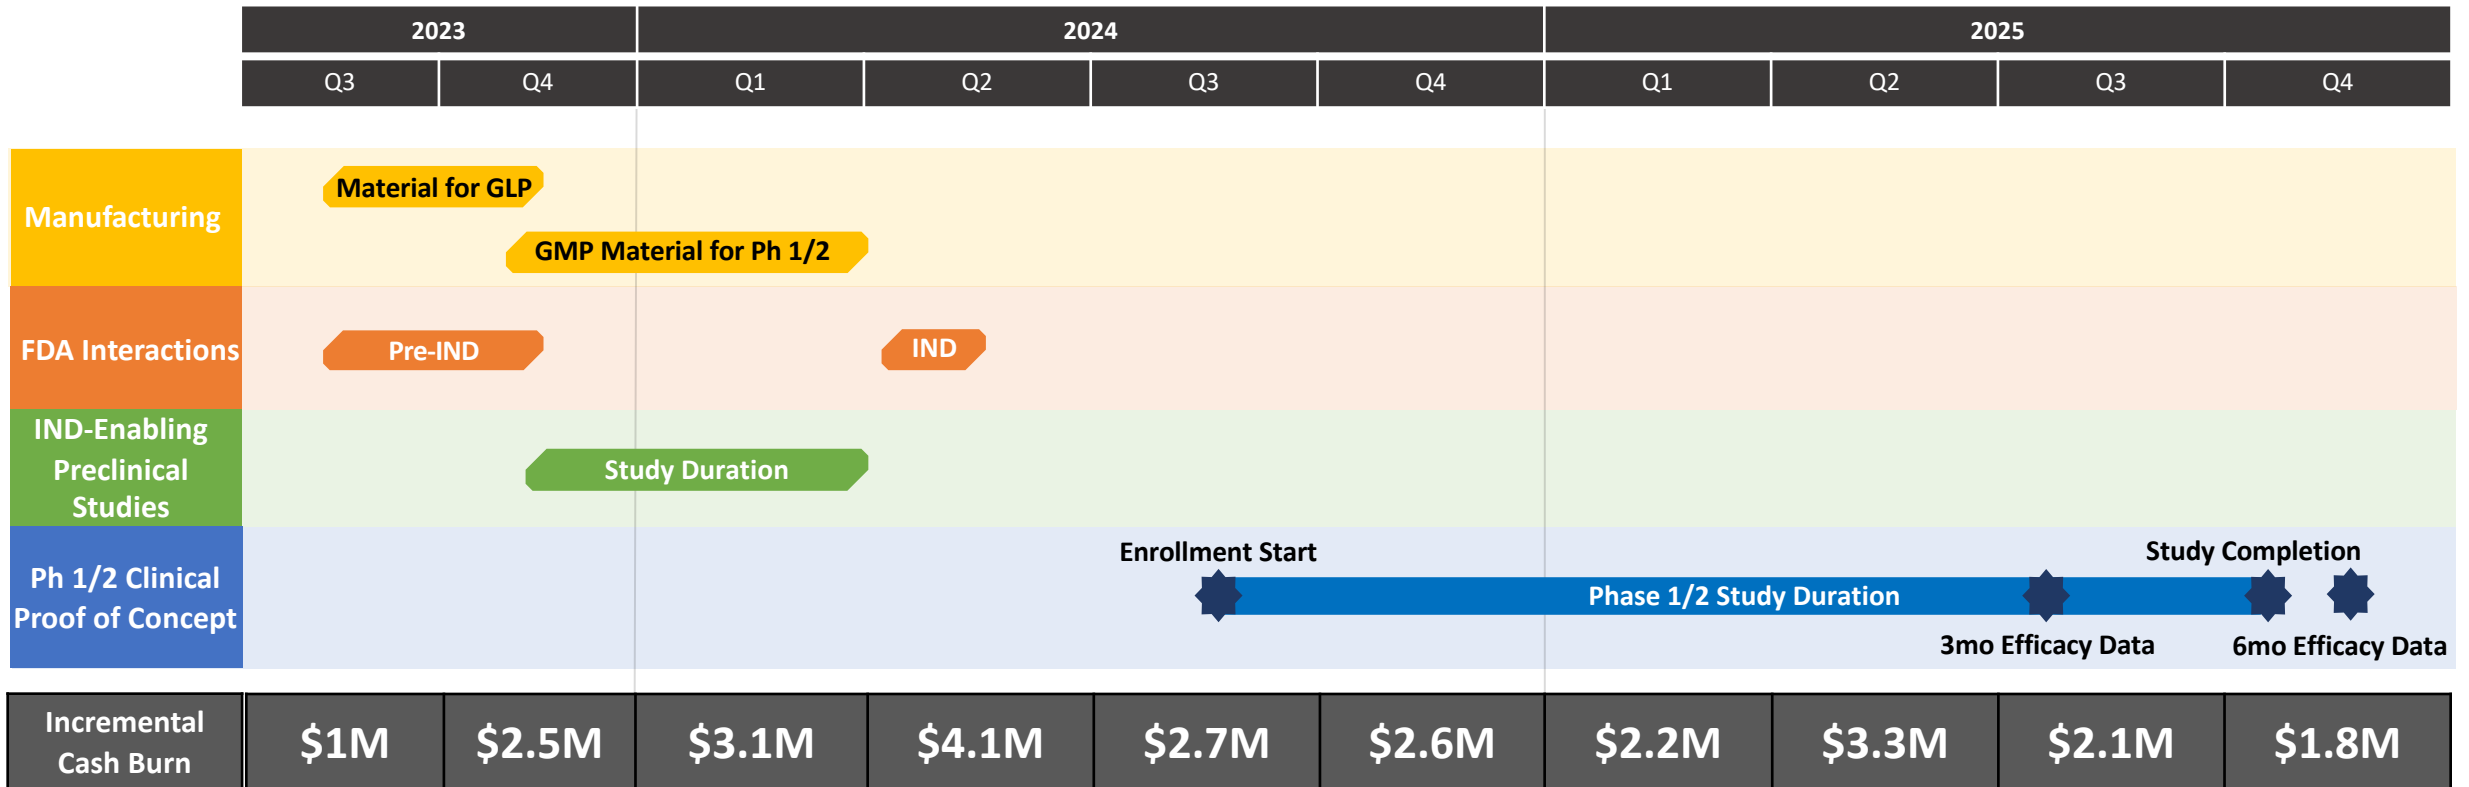 2023 2024 2025
Q3 Q4 Q1 Q2 Q3 Q4 Q1 Q2 Q3 Q4
Manufacturing
Material for GLP
GMP Material for Ph 1/2
FDA Interactions
Pre-IND
IND
IND-Enabling
Preclinical
Studies
Study Duration
Ph 1/2 Clinical
Proof of Concept
Enrollment Start
Study Completion
Phase 1/2 Study Duration
3mo Efficacy Data
6mo Efficacy Data
Incremental
Cash Burn
$1M $2.5M $3.1M $4.1M $2.7M $2.6M $2.2M $3.3M $2.1M $1.8M